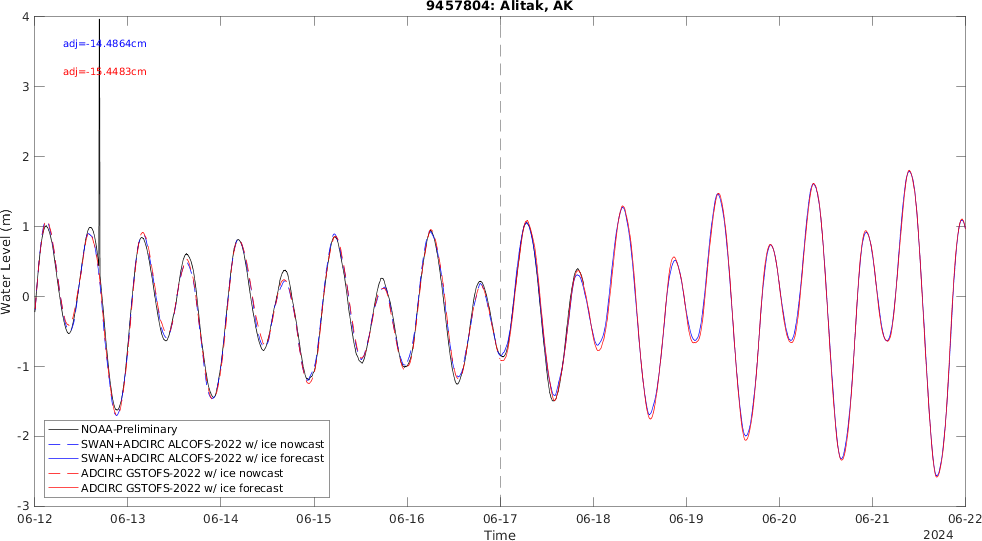 9457804: Alitak, AK
adj=-14.4864cm
adj=-15.4483cm
Water Level (m)
4
3
2
1
0
-1
-2
-3
NOAA-Preliminary
SWAN+ADCIRC ALCOFS-2022 w/ ice nowcast
SWAN+ADCIRC ALCOFS-2022 w/ ice forecast
ADCIRC GSTOFS-2022 w/ ice nowcast
ADCIRC GSTOFS-2022 w/ ice forecast
06-12 06-13 06-14 06-15 06-16 06-17 06-18 06-19 06-20 06-21 06-22
Time
2024